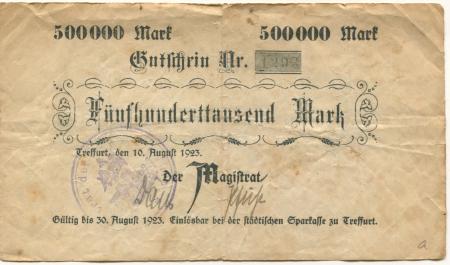 500000 Mark 500000 Mark
Gutschein Nr. 1292
Fünfhunderttausend Mark
Treffurt, den 10. August 1923.
Der Magistrat
Gültig bis 30. August 1923. Einlösbar bei der städtischen Sparkasse zu Treffurt.
a